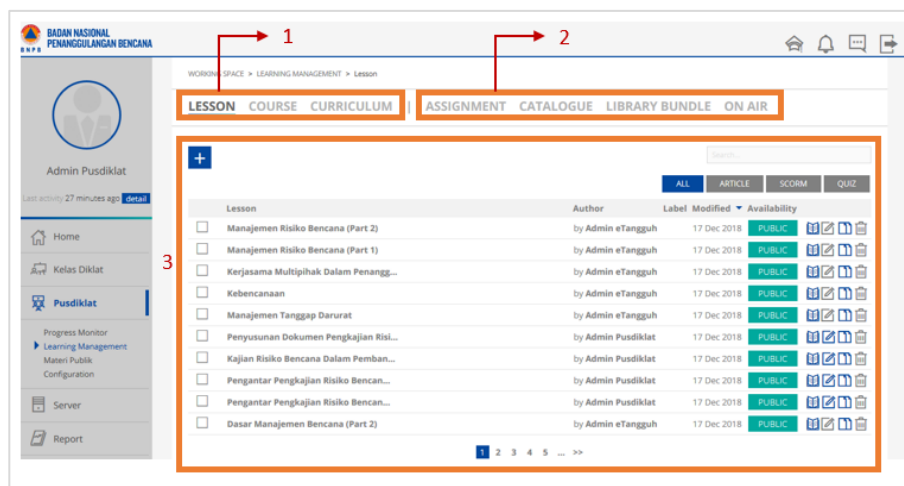 BADAN NASIONAL
PENANGGULANGAN BENCANA
BNPB
1
2
WORKING SPACE > LEARNING MANAGEMENT > Lesson
LESSON COURSE CURRICULUM | ASSIGNMENT CATALOGUE LIBRARY BUNDLE ON AIR
Admin Pusdiklat
Last activity 27 minutes ago detail
Home
Kelas Diklat
Pusdiklat
Progress Monitor
Learning Management
Materi Publik
Configuration
Server
Report
3
+
Search...
ALL ARTICLE SCORM QUIZ
Lesson Author Label Modified Availability
Manajemen Risiko Bencana (Part 2) by Admin eTangguh 17 Dec 2018 PUBLIC
Manajemen Risiko Bencana (Part 1) by Admin eTangguh 17 Dec 2018 PUBLIC
Kerjasama Multipihak Dalam Penangg... by Admin eTangguh 17 Dec 2018 PUBLIC
Kebencanaan by Admin eTangguh 17 Dec 2018 PUBLIC
Manajemen Tanggap Darurat by Admin eTangguh 17 Dec 2018 PUBLIC
Penyusunan Dokumen Pengkajian Risi... by Admin Pusdiklat 17 Dec 2018 PUBLIC
Kajian Risiko Bencana Dalam Pemban... by Admin Pusdiklat 17 Dec 2018 PUBLIC
Pengantar Pengkajian Risiko Bencan... by Admin Pusdiklat 17 Dec 2018 PUBLIC
Pengantar Pengkajian Risiko Bencan... by Admin Pusdiklat 17 Dec 2018 PUBLIC
Dasar Manajemen Bencana (Part 2) by Admin eTangguh 17 Dec 2018 PUBLIC
1 2 3 4 5 ... >>